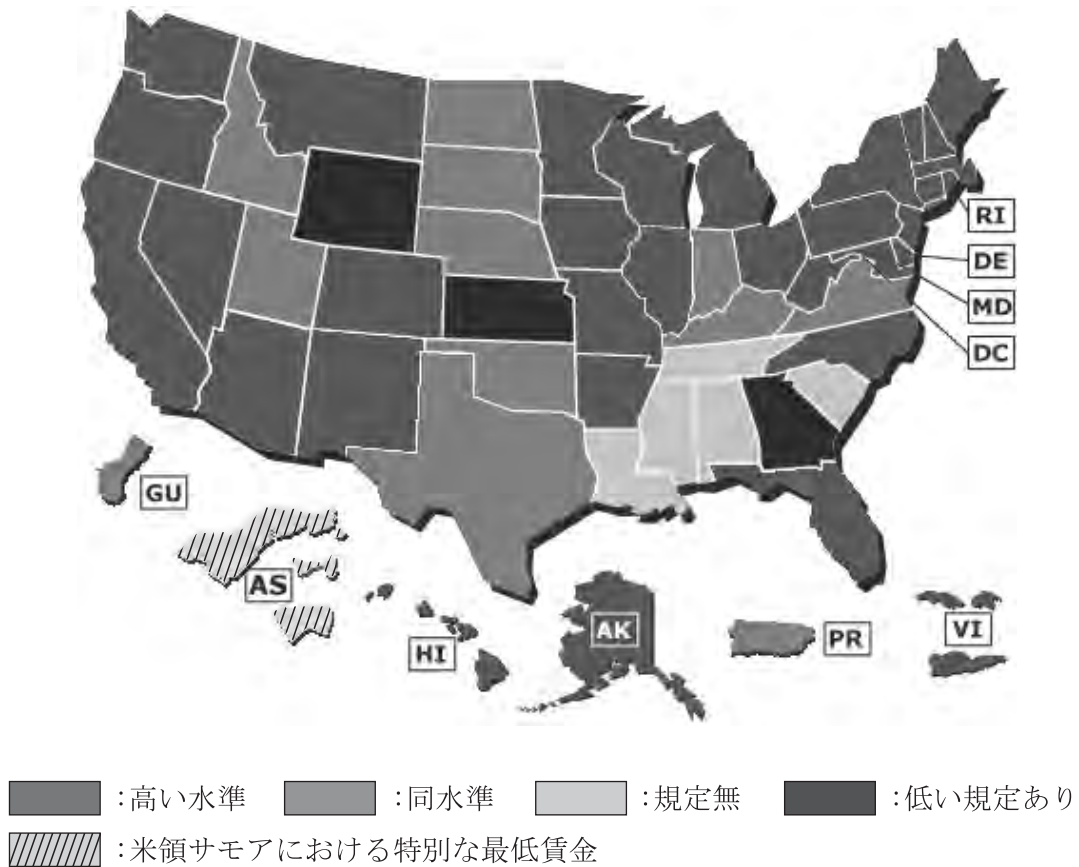 RI
DE
MD
DC
GU
AS
HI
AK
PR
VI
:高い水準 :同水準 :規定無 :低い規定あり
:米領サモアにおける特別な最低賃金